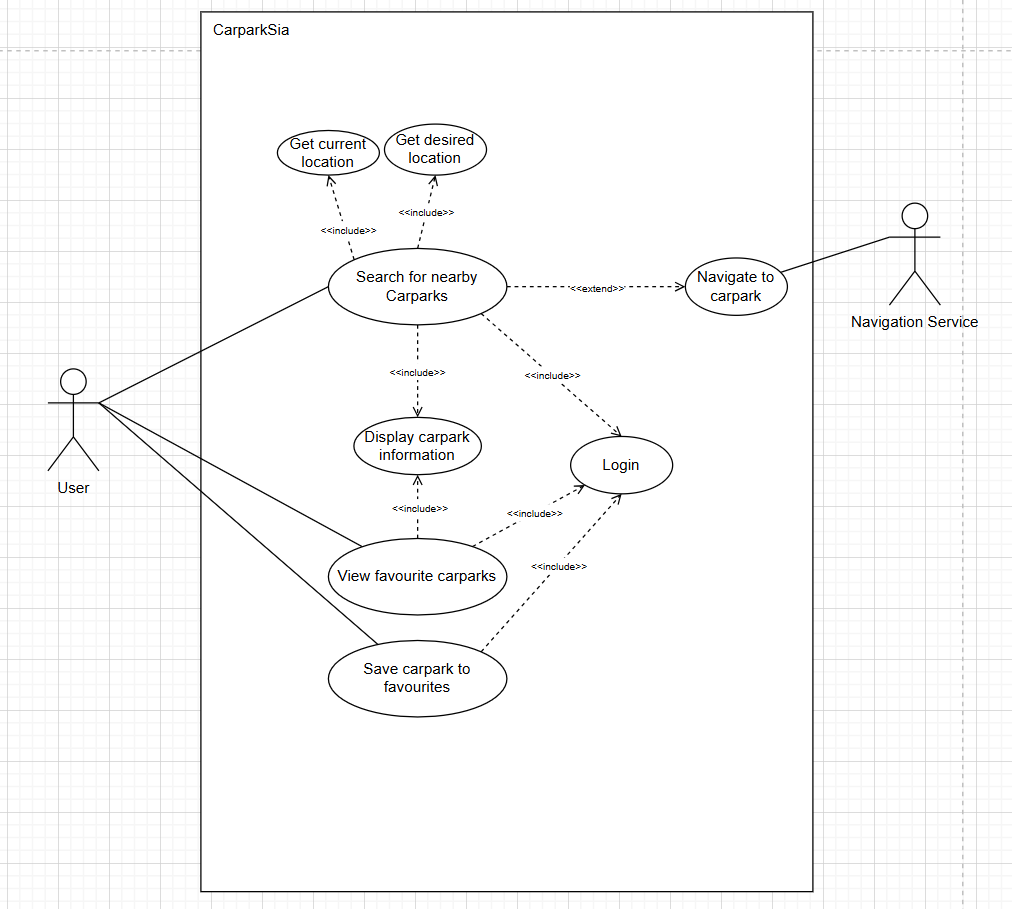 CarparkSia
Get current
location
Get desired
location
<<include>>
<<include>>
Search for nearby
Carparks
<<extend>>
Navigate to
carpark
Navigation Service
<<include>>
<<include>>
User
Display carpark
information
Login
<<include>>
<<include>>
<<include>>
View favourite carparks
Save carpark to
favourites